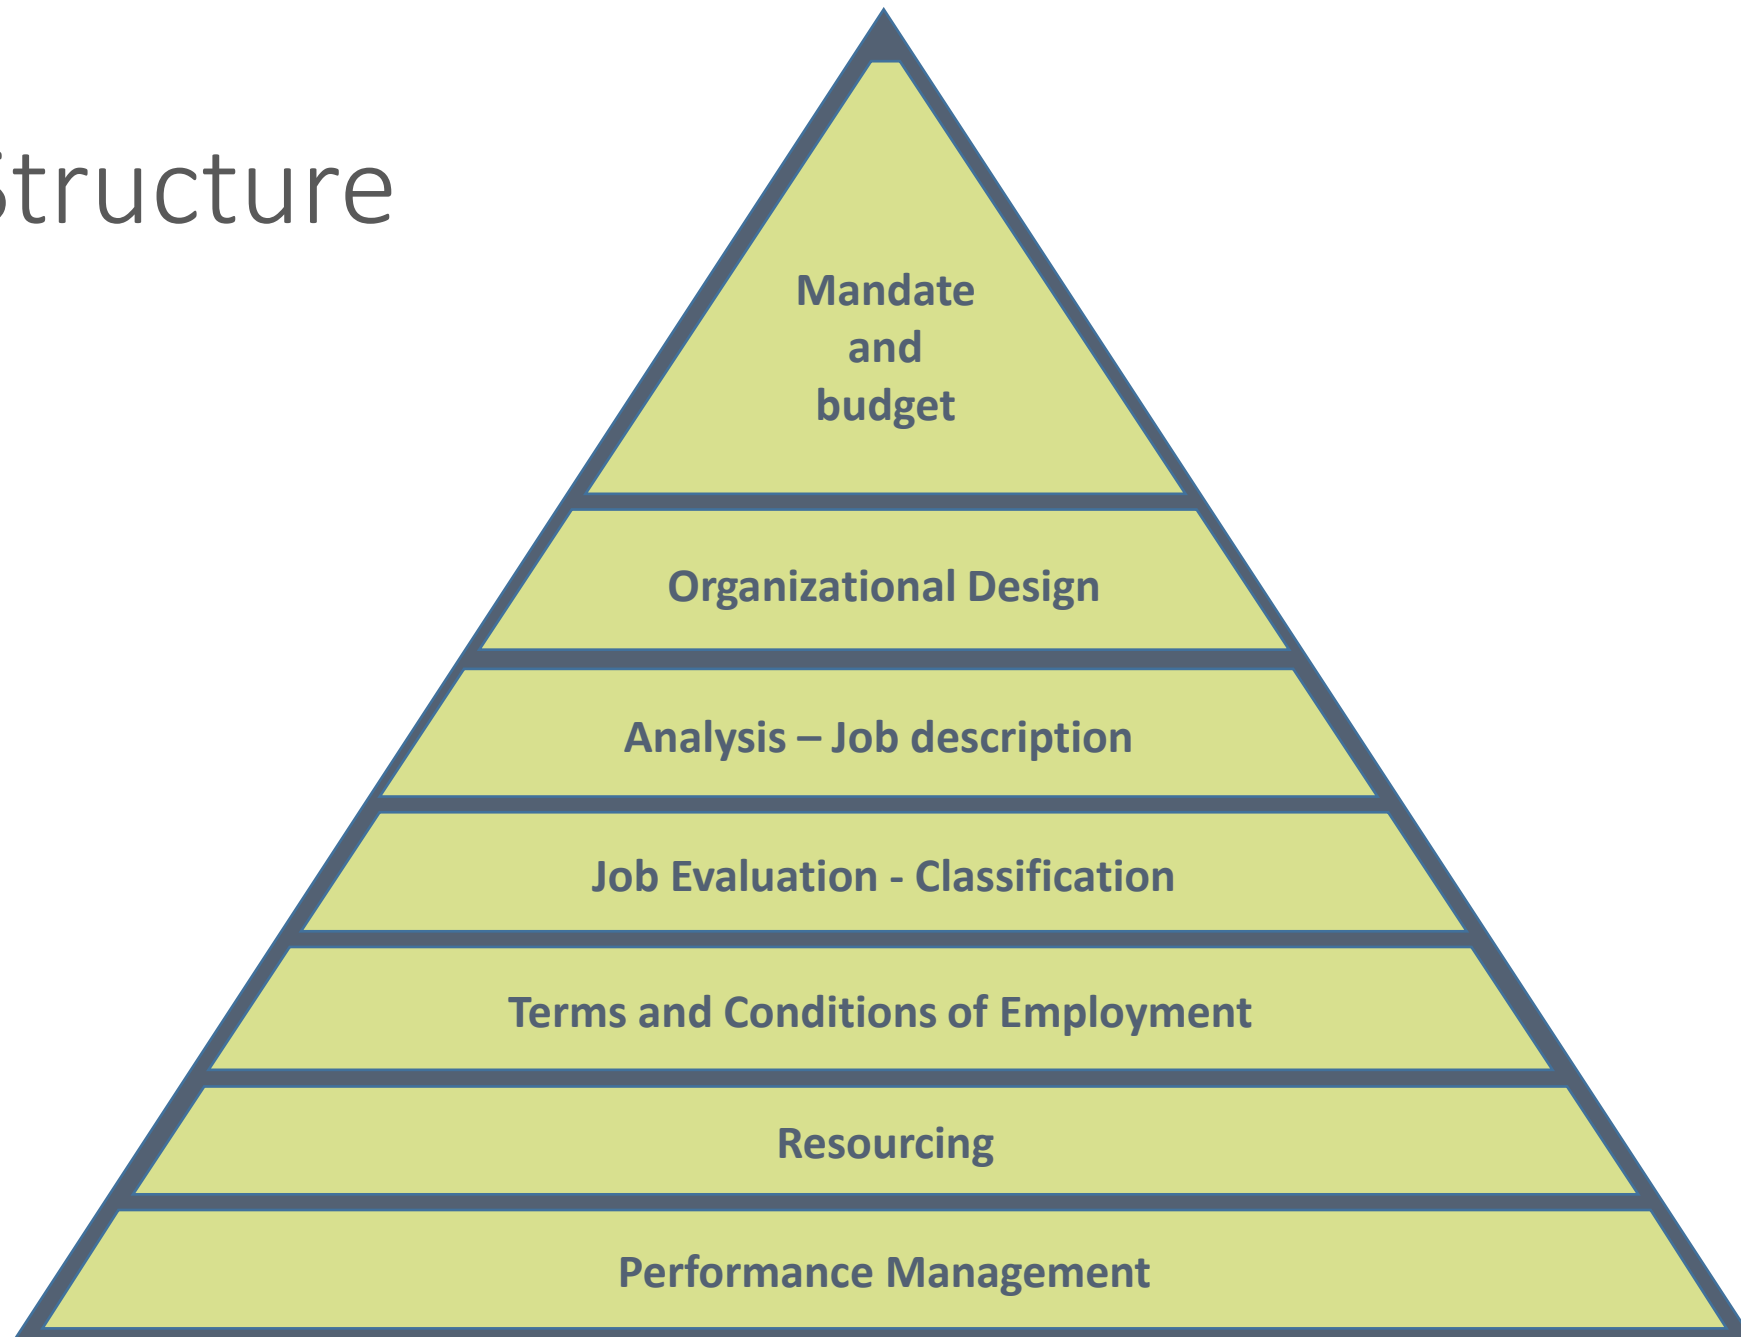 Structure
Mandate
and
budget
Organizational Design
Analysis – Job description
Job Evaluation - Classification
Terms and Conditions of Employment
Resourcing
Performance Management